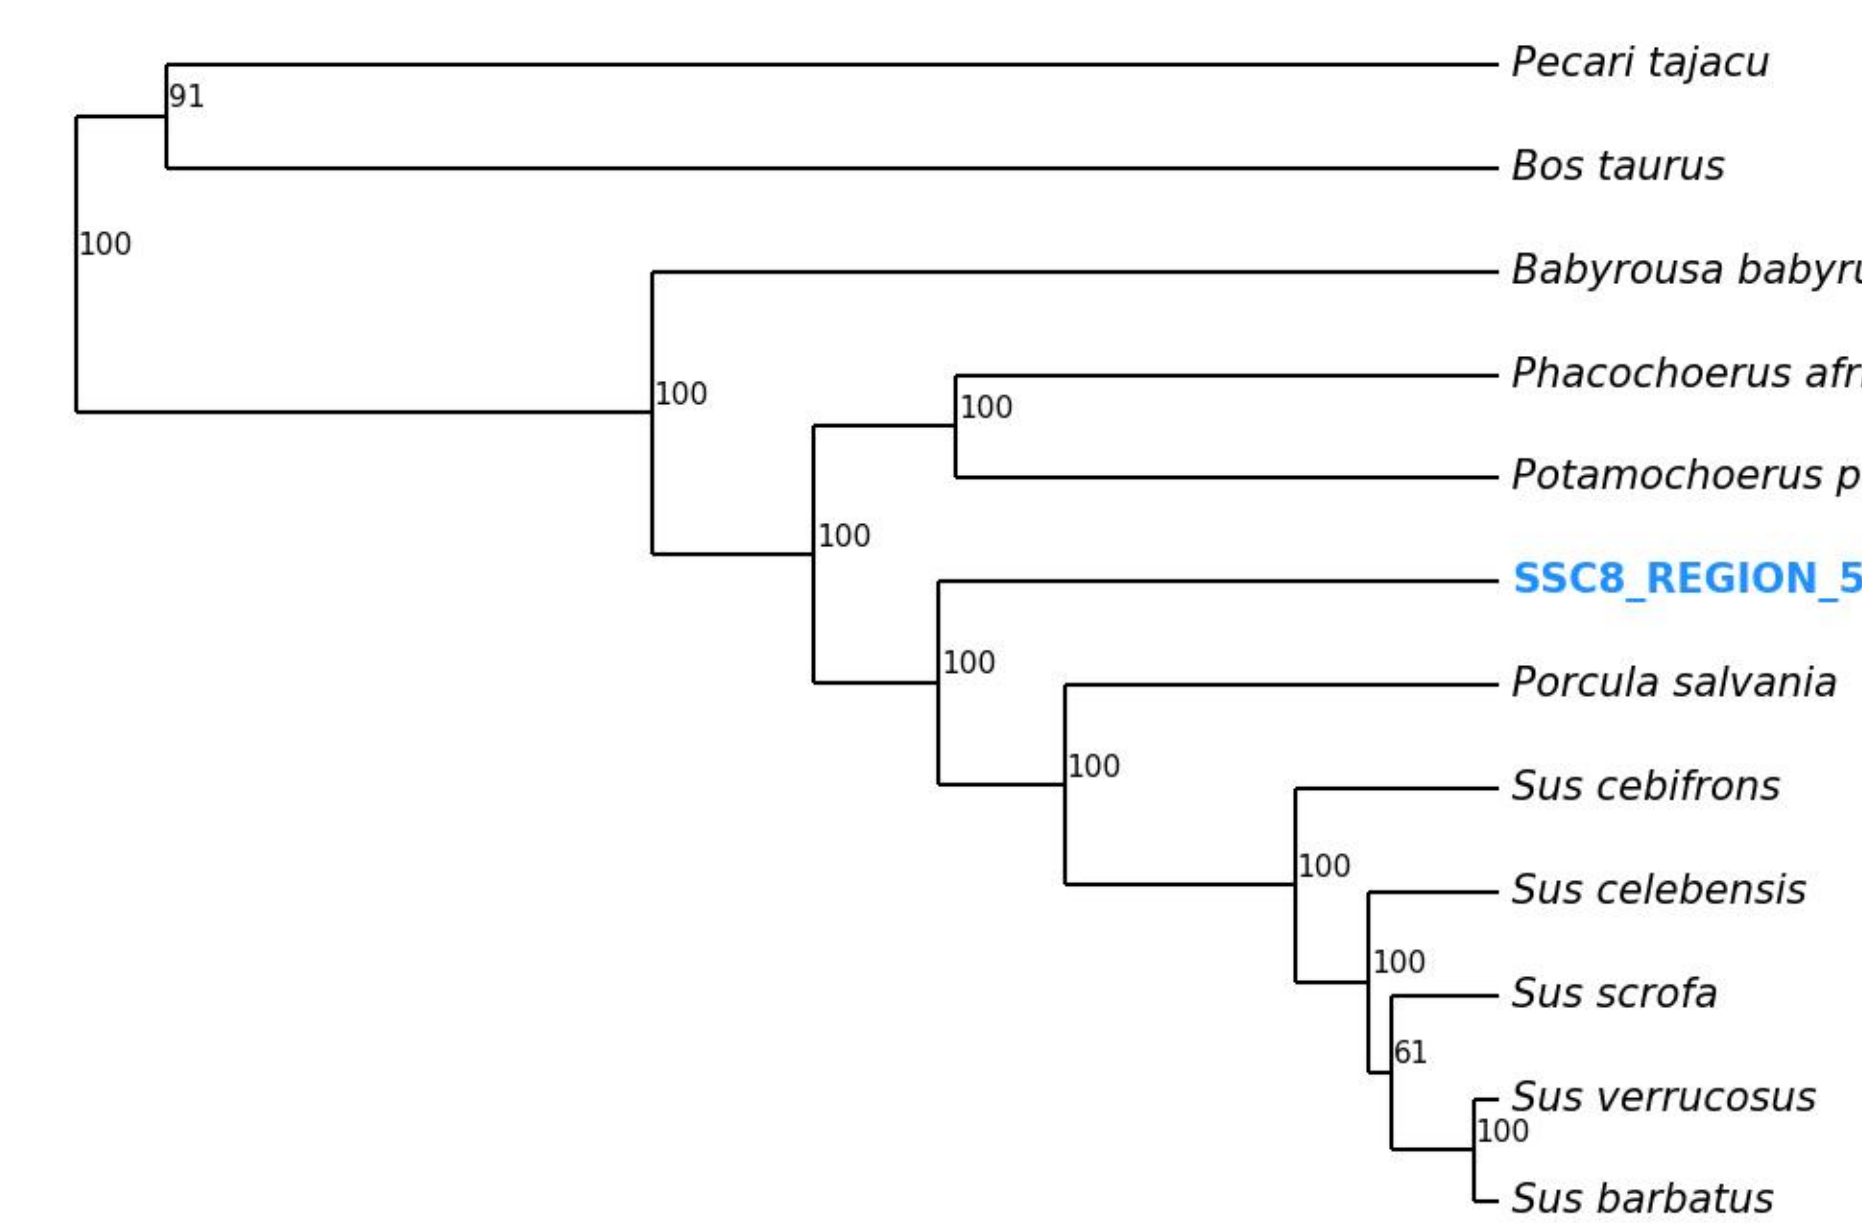 Pecari tajacu
91
Bos taurus
100
Babyrousa babyru
Phacochoerus afri
100
100
Potamochoerus p
100
SSC8_REGION_5
100
Porcula salvania
100
Sus cebifrons
100
Sus celebensis
100
Sus scrofa
61
Sus verrucosus
100
Sus barbatus